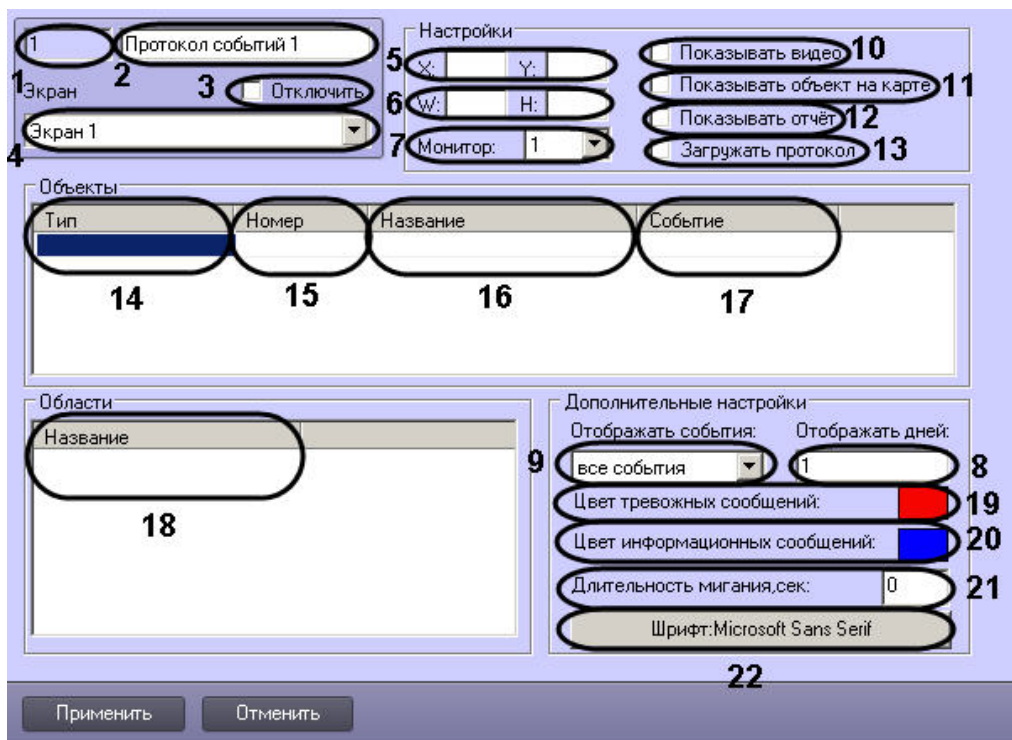 1 Протокол событий 1
1 2
Экран 3 Отключить
4 Экран 1
Настройки
5 X: Y:
6 W: H:
7 Монитор: 1
Показывать видео 10
Показывать объект на карте 11
Показывать отчёт 12
Загружать протокол 13
Объекты
Тип Номер Название Событие
14 15 16 17
Области
Название
18
Дополнительные настройки
Отображать события: Отображать дней:
9 все события 1 8
Цвет тревожных сообщений: 19
Цвет информационных сообщений: 20
Длительность мигания,сек: 0 21
Шрифт:Microsoft Sans Serif
22
Применить Отменить